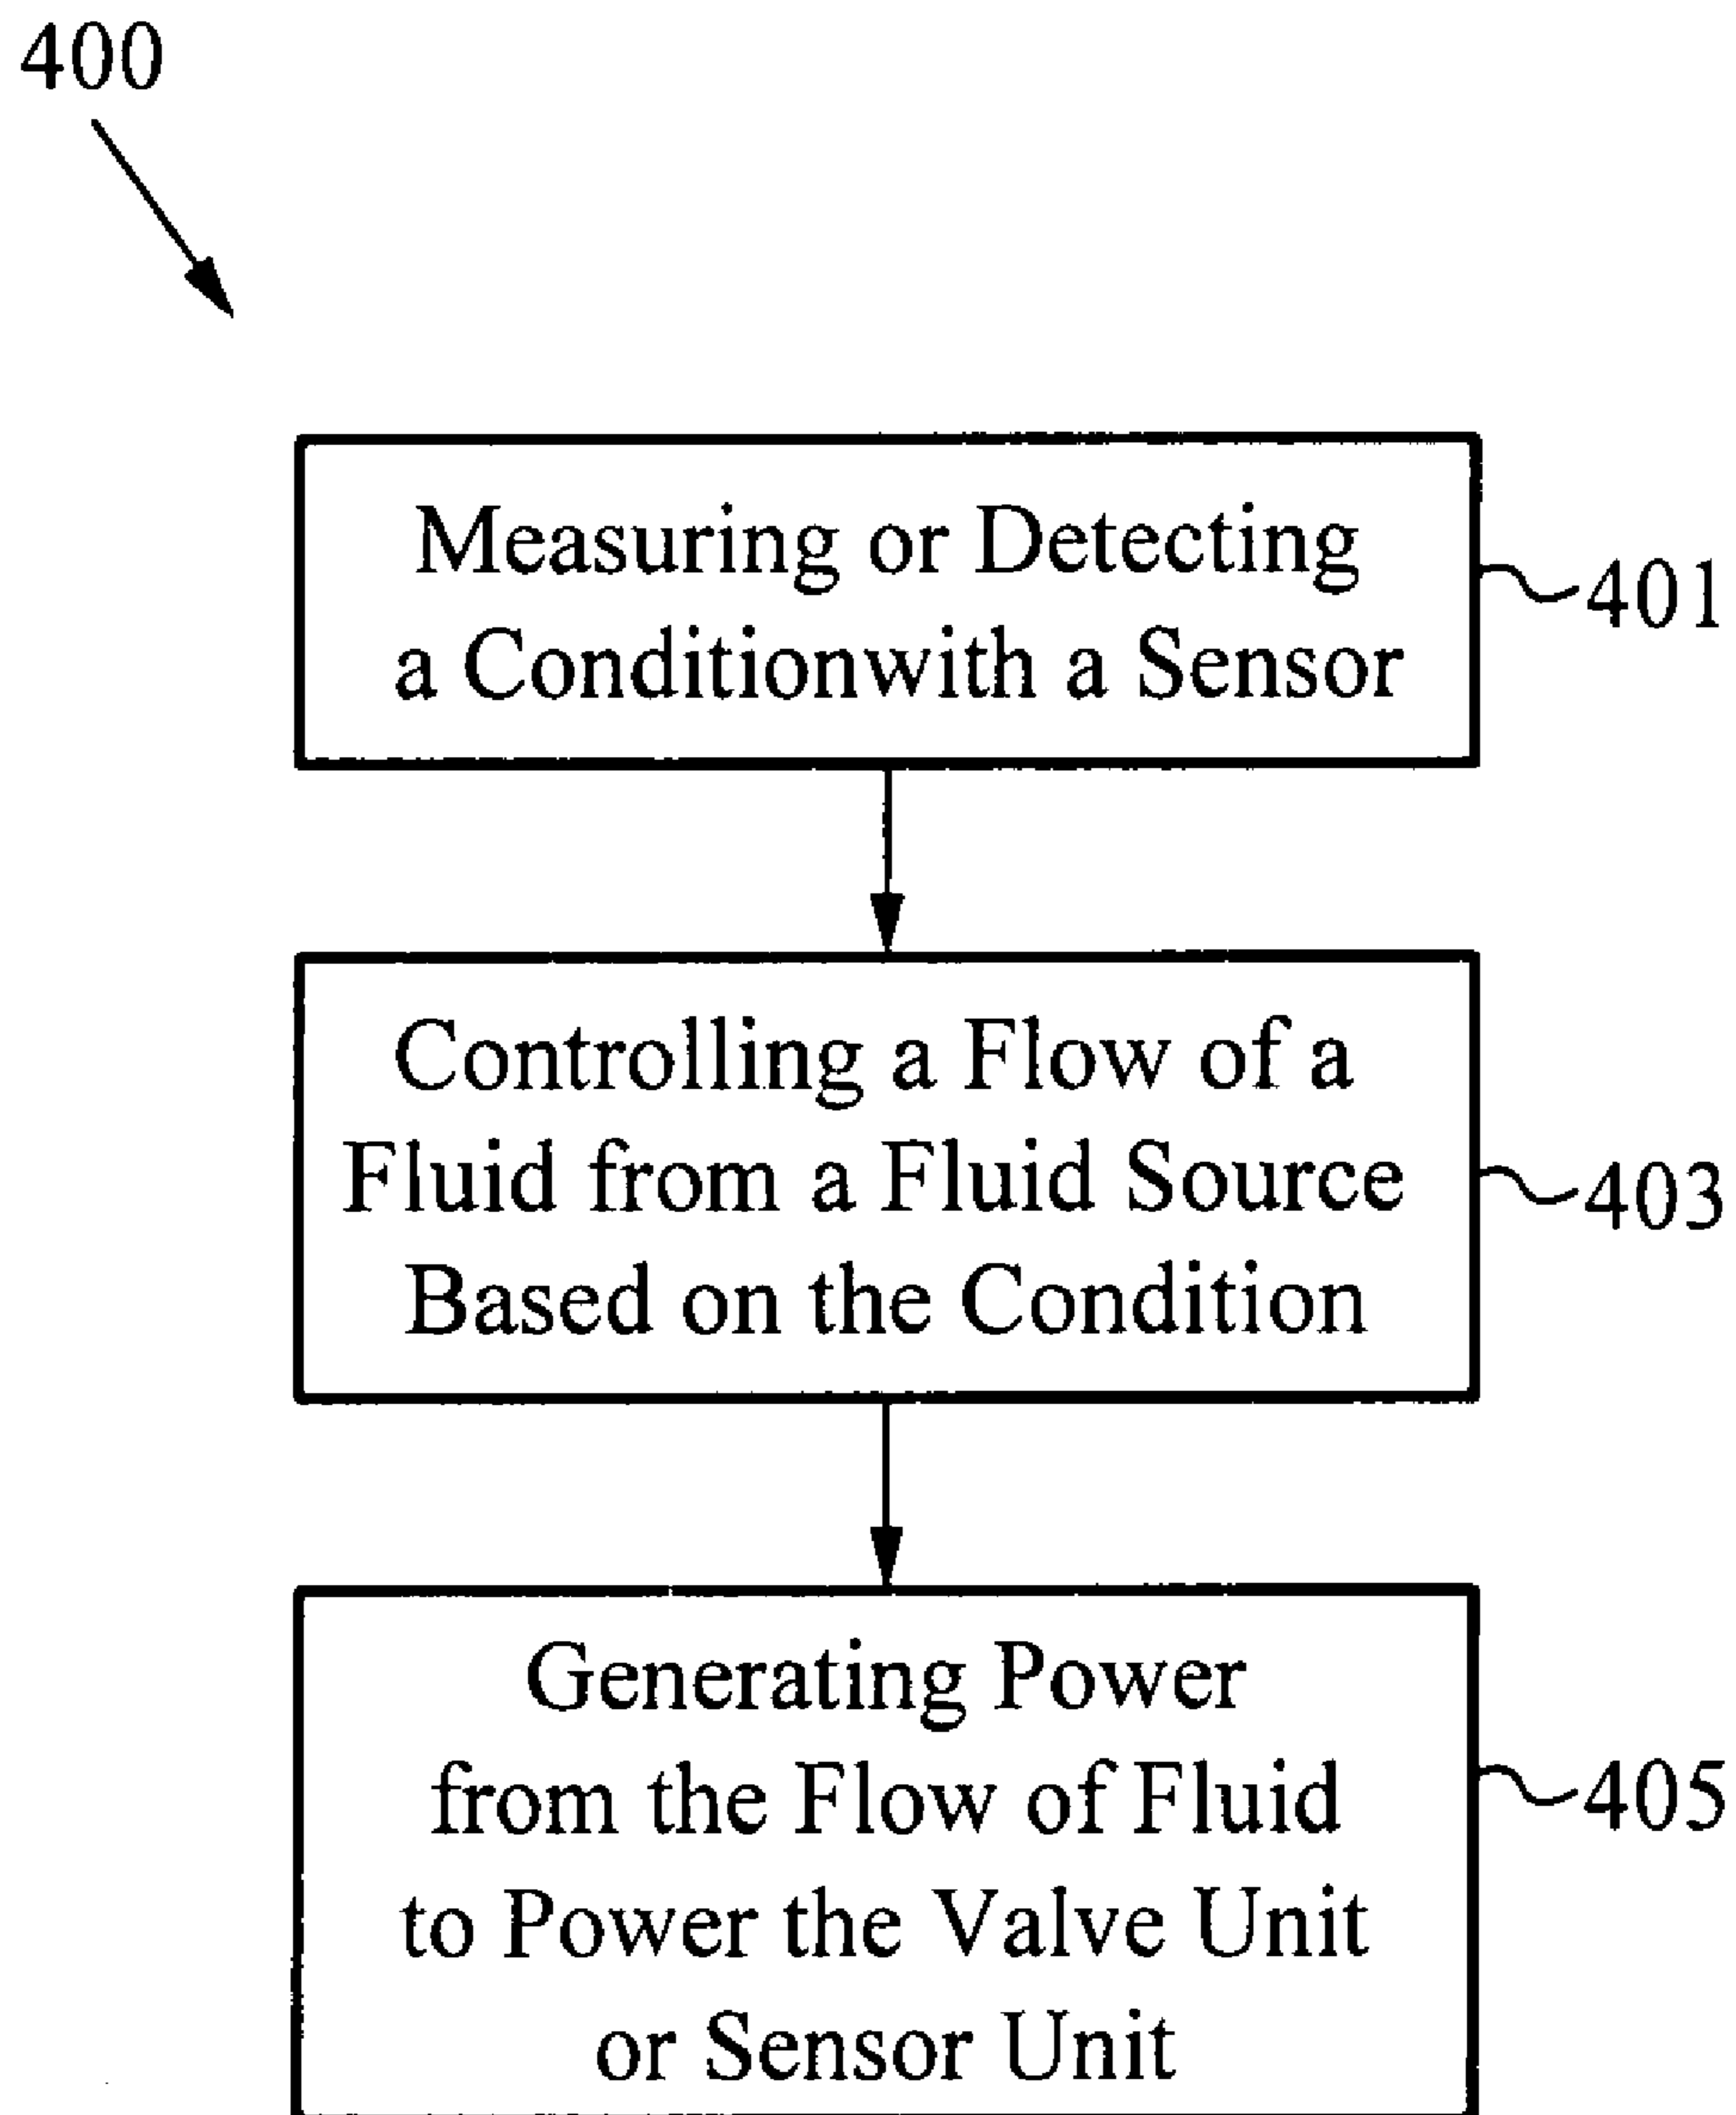 400
Measuring or Detecting
a Conditionwith a Sensor
401
Controlling a Flow of a
Fluid from a Fluid Source
Based on the Condition
403
Generating Power
from the Flow of Fluid
to Power the Valve Unit
or Sensor Unit
405